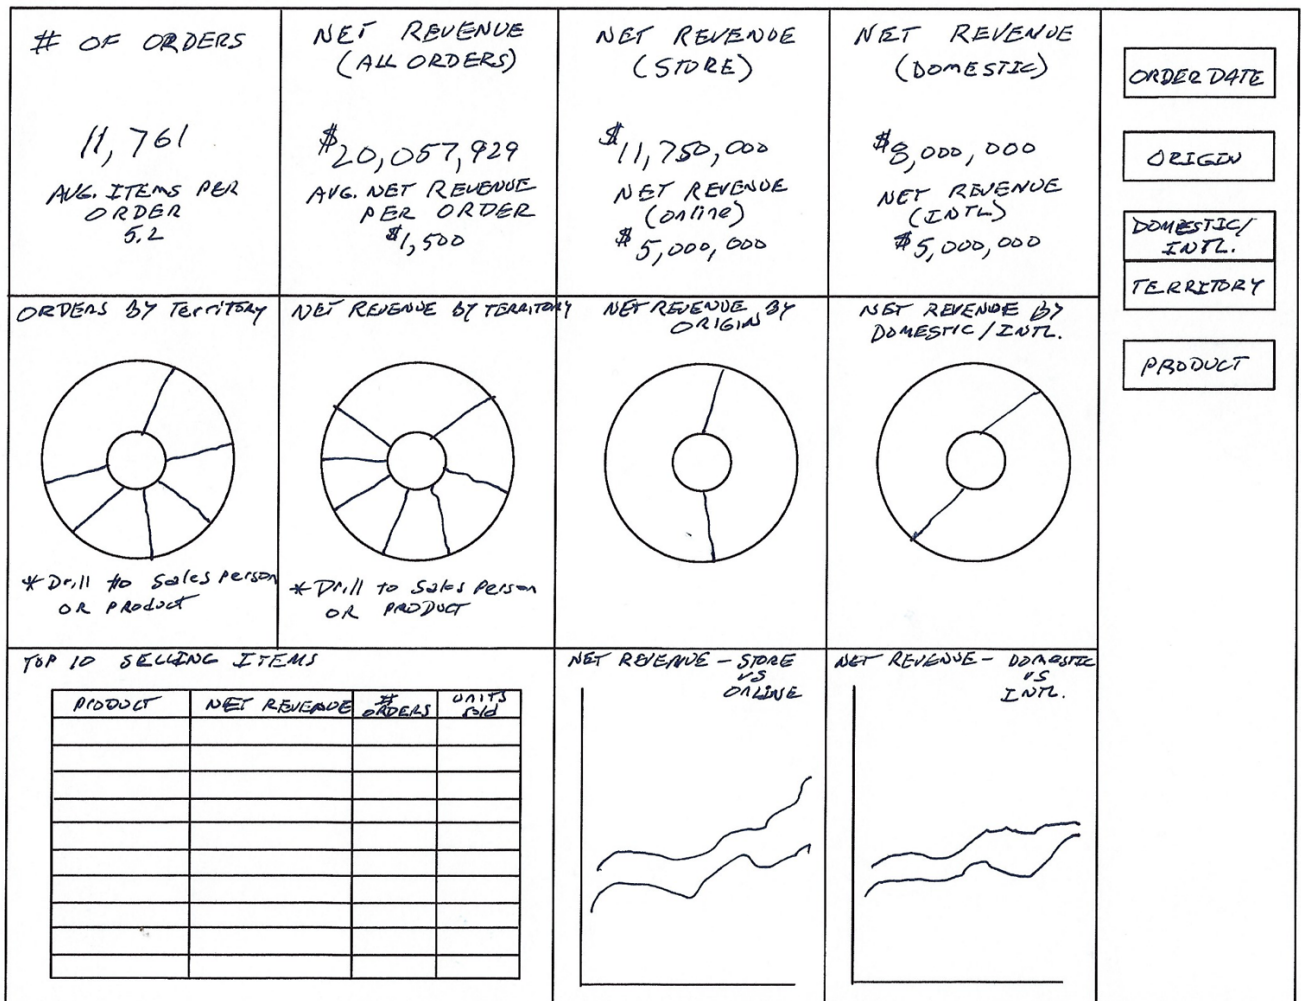 # OF ORDERS
11,761
AVG. ITEMS PER
ORDER
5.2
NET REVENUE
(ALL ORDERS)
$20,057,929
AVG. NET REVENUE
PER ORDER
$1,500
NET REVENUE
(STORE)
$11,750,000
NET REVENUE
(online)
$5,000,000
NET REVENUE
(DOMESTIC)
$8,000,000
NET REVENUE
(INTL)
$5,000,000
ORDER DATE
ORIGIN
DOMESTIC/
INTL.
TERRITORY
PRODUCT
ORDERS BY TERRITORY
* Drill to Sales Person
OR PRODUCT
NET REVENUE BY TERRITORY
* Drill to Sales Person
OR PRODUCT
NET REVENUE BY
ORIGIN
NET REVENUE BY
DOMESTIC/INTL.
TOP 10 SELLING ITEMS
PRODUCT
NET REVENUE
#
ORDERS
UNITS
Sold
NET REVENUE - STORE
VS
ONLINE
NET REVENUE - DOMESTIC
VS
INTL.